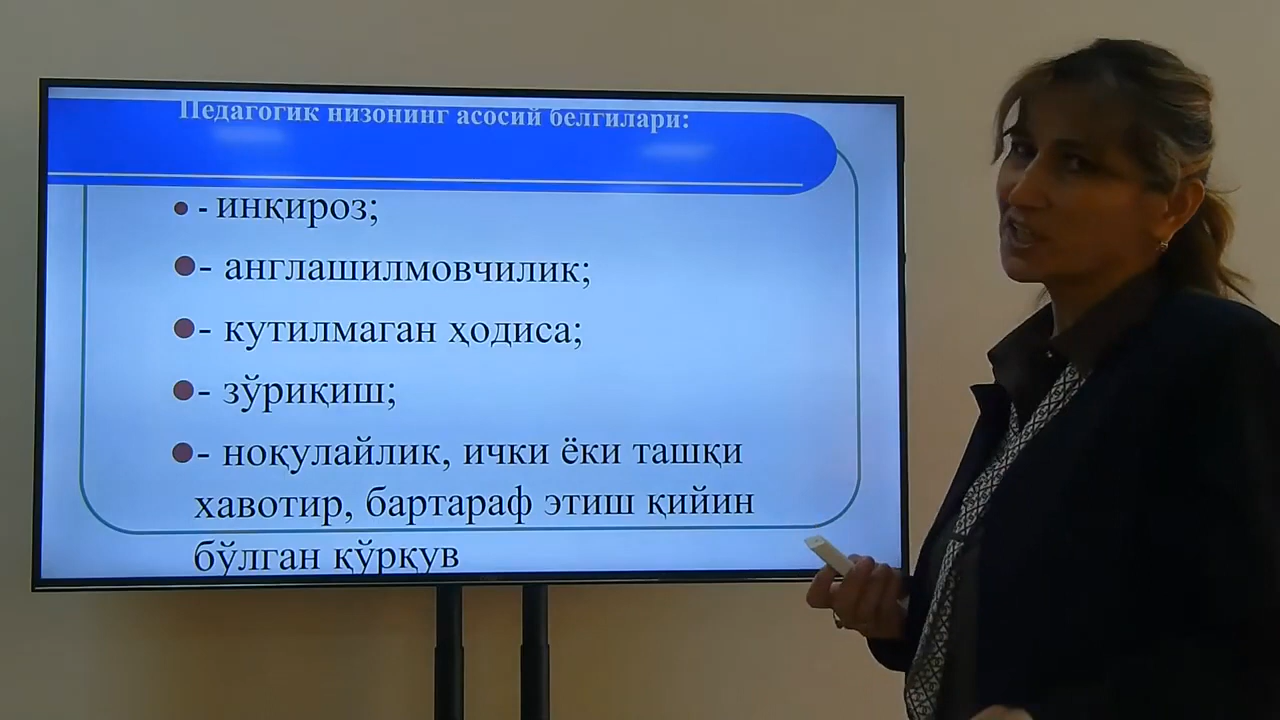 Педагогик низонинг асосий белгилари:
- инқироз;
- англашилмовчилик;
- кутилмаган ҳодиса;
- зўриқиш;
- ноқулайлик, ички ёки ташқи
хавотир, бартараф этиш қийин
бўлган қўрқув